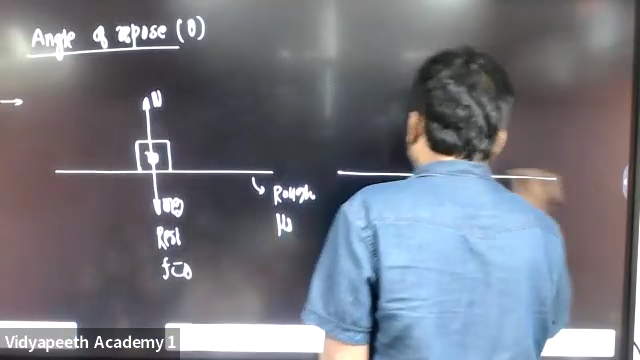 Angle of repose (θ)
N
mg
Rest
f=0
Rough
μ
Vidyapeeth Academy 1